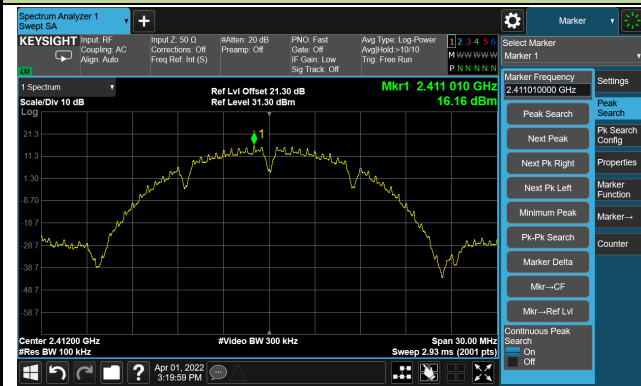 Spectrum Analyzer 1
Swept SA
Marker
KEYSIGHT
Input: RF
Coupling: AC
Align: Auto
Input Z: 50 Ω
Corrections: Off
Freq Ref: Int (S)
#Atten: 20 dB
Preamp: Off
PNO: Fast
Gate: Off
IF Gain: Low
Sig Track: Off
Avg Type: Log-Power
Avg|Hold:>10/10
Trig: Free Run
1 2 3 4 5 6
M W W W W W
P N N N N N
LXI
Select Marker
Marker 1
1 Spectrum
Scale/Div 10 dB
Ref Lvl Offset 21.30 dB
Ref Level 31.30 dBm
Mkr1 2.411 010 GHz
16.16 dBm
Log
21.3
11.3
1.30
-8.70
-18.7
-28.7
-38.7
-48.7
-58.7
1
Center 2.41200 GHz
#Res BW 100 kHz
#Video BW 300 kHz
Span 30.00 MHz
Sweep 2.93 ms (2001 pts)
Marker Frequency
2.411010000 GHz
Peak Search
Next Peak
Next Pk Right
Next Pk Left
Minimum Peak
Pk-Pk Search
Marker Delta
Mkr→CF
Mkr→Ref Lvl
Continuous Peak
Search
On
Off
Settings
Peak
Search
Pk Search
Config
Properties
Marker
Function
Marker→
Counter
Apr 01, 2022
3:19:59 PM